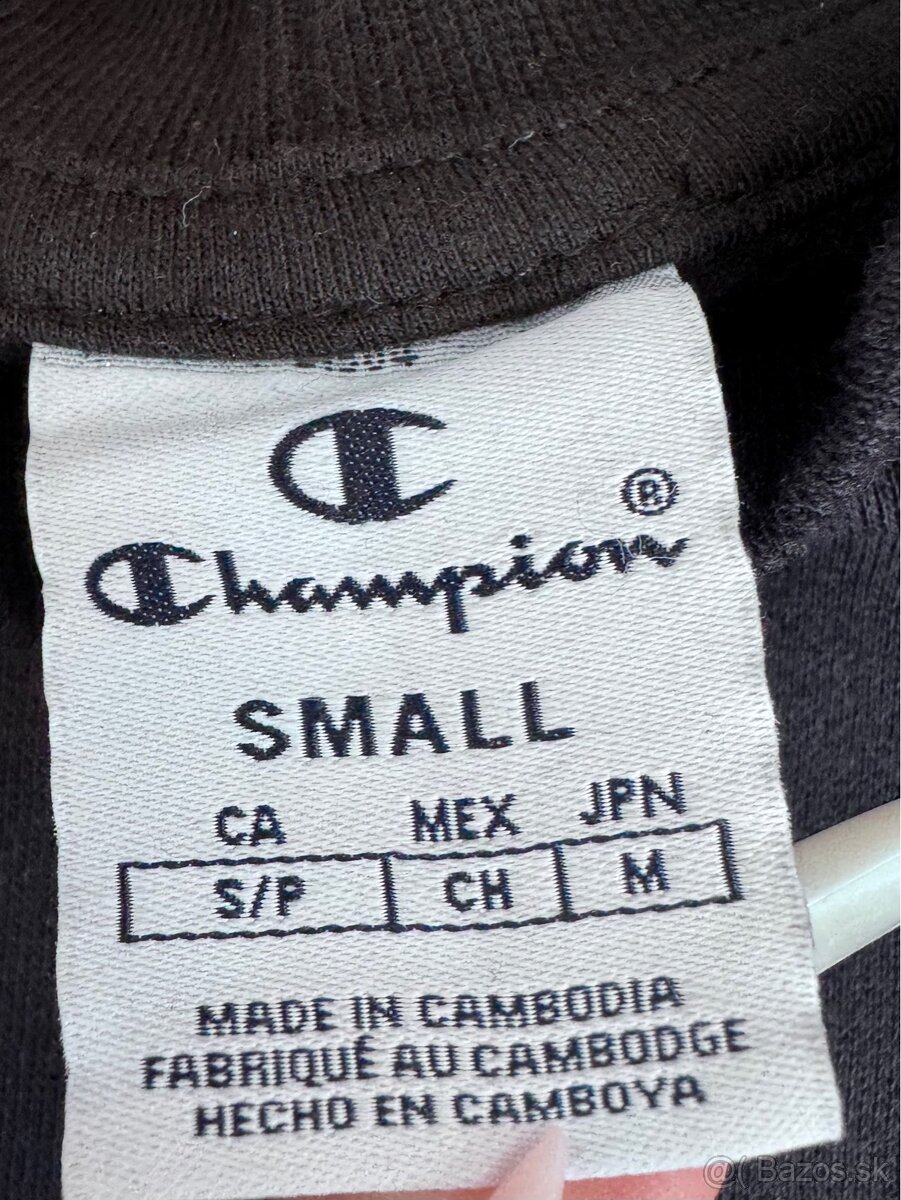 Champion®
SMALL
CA MEX JPN
S/P CH M
MADE IN CAMBODIA
FABRIQUÉ AU CAMBODGE
HECHO EN CAMBOYA
@( Bazos.sk